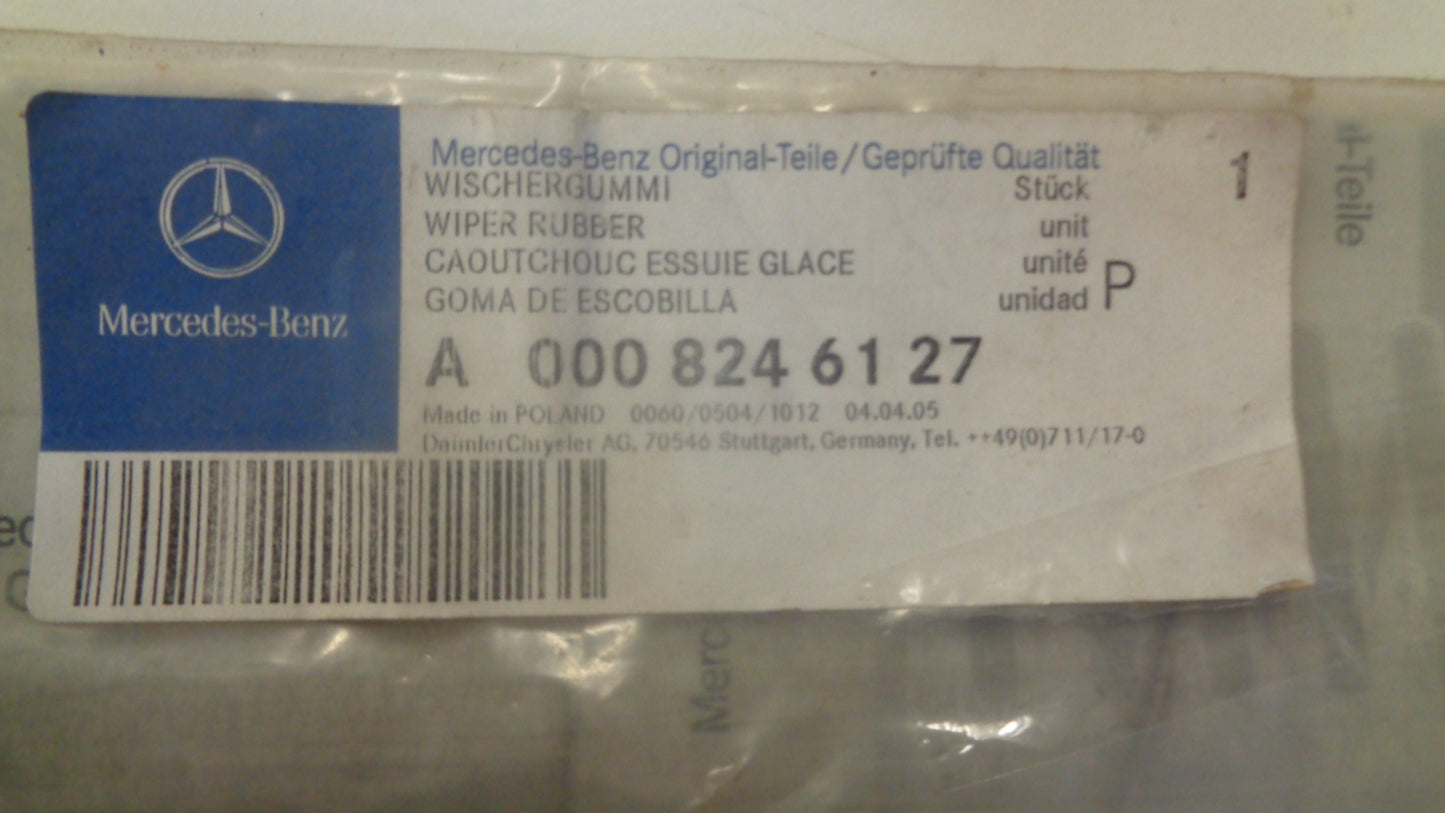 Mercedes-Benz
Mercedes-Benz Original-Teile/Geprüfte Qualität
WISCHERGUMMI Stück 1
WIPER RUBBER unit
CAOUTCHOUC ESSUIE GLACE unité P
GOMA DE ESCOBILLA unidad
A 000 824 61 27
Made in POLAND 0060/0504/1012 04.04.05
DaimlerChrysler AG, 70546 Stuttgart, Germany, Tel. ++49(0)711/17-0
l-Teile
Merc